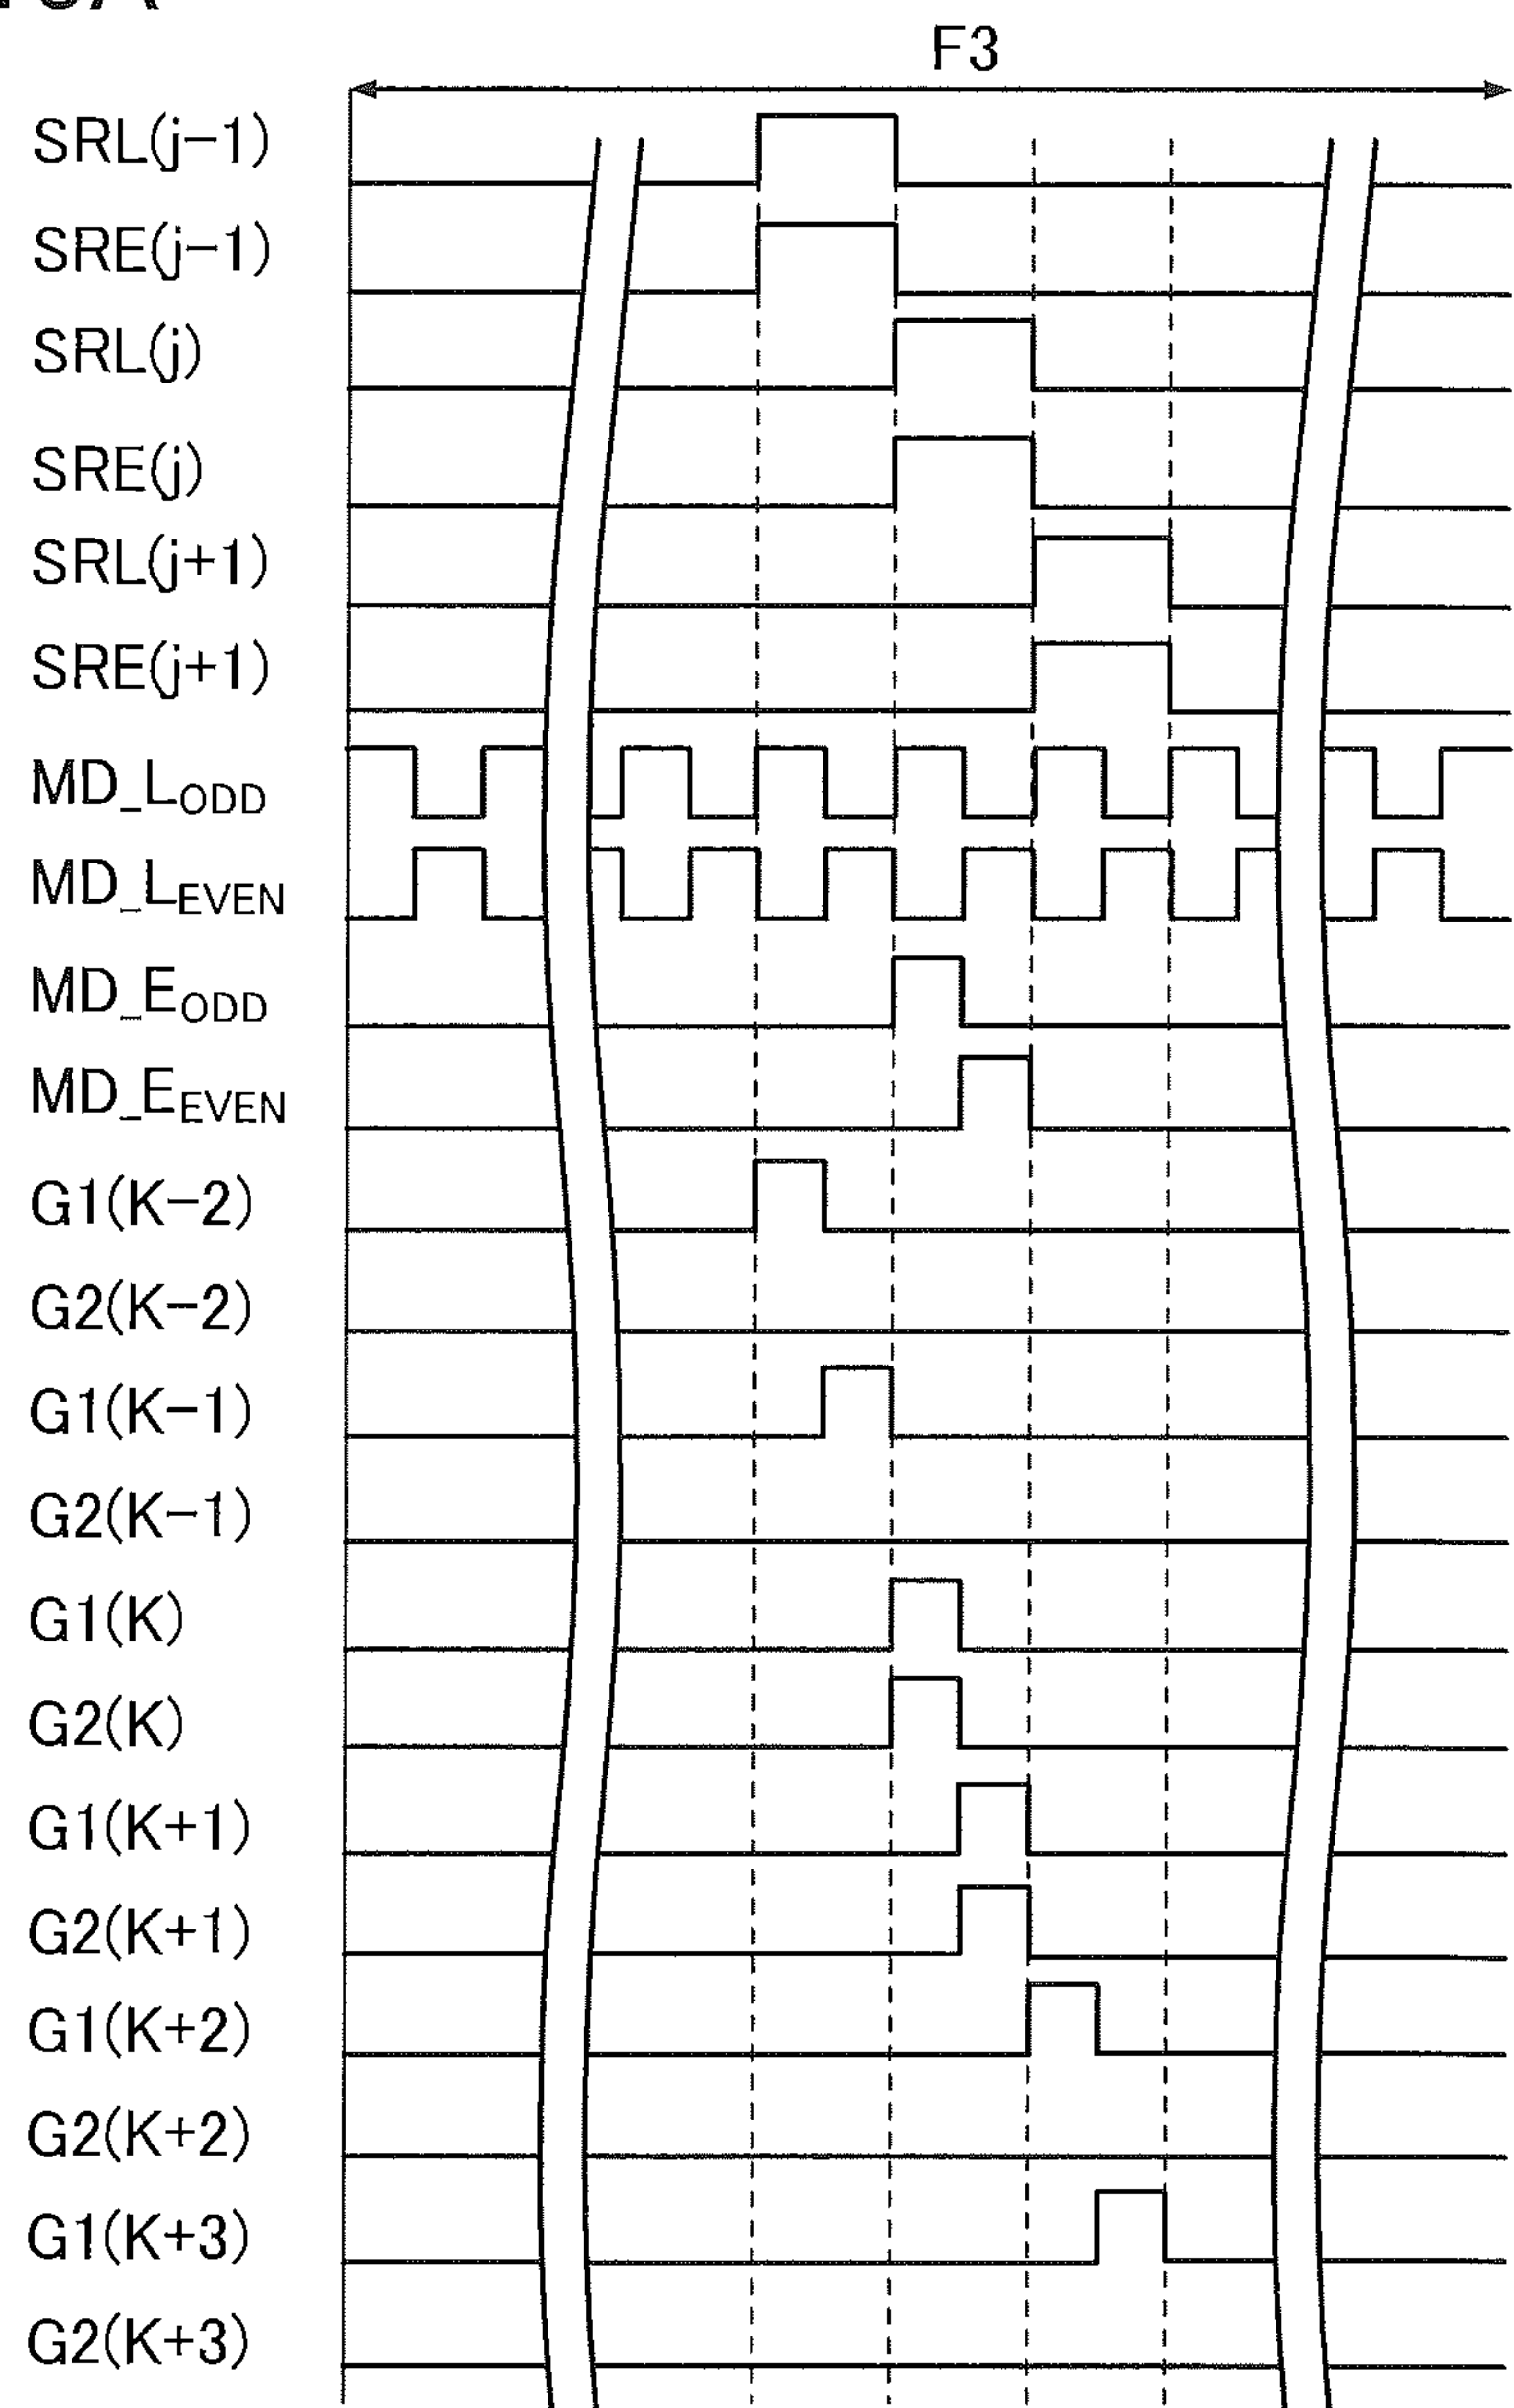 F3
SRL(j-1)
SRE(j-1)
SRL(j)
SRE(j)
SRL(j+1)
SRE(j+1)
MD_LODD
MD_LEVEN
MD_EODD
MD_EEVEN
G1(K-2)
G2(K-2)
G1(K-1)
G2(K-1)
G1(K)
G2(K)
G1(K+1)
G2(K+1)
G1(K+2)
G2(K+2)
G1(K+3)
G2(K+3)